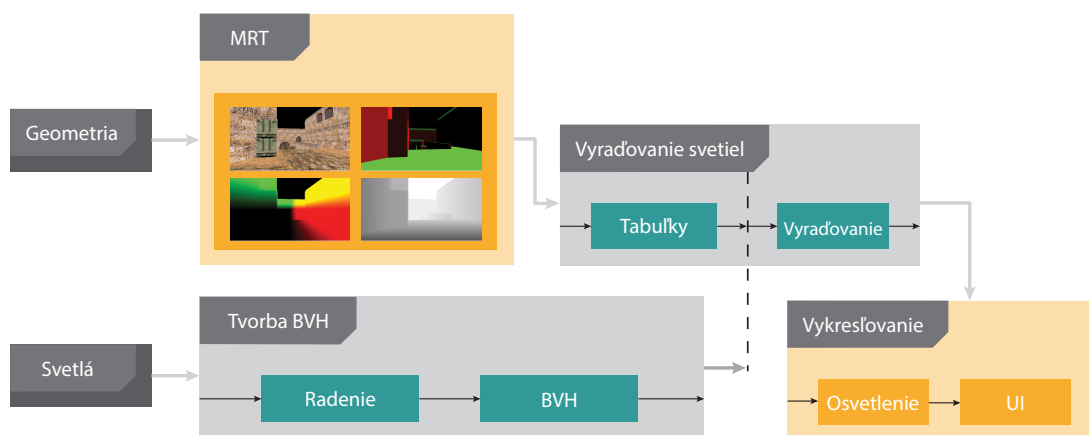 MRT
Geometria
Vyraďovanie svetiel
Tabuľky
Vyraďovanie
Tvorba BVH
Vykresľovanie
Svetlá
Radenie
BVH
Osvetlenie
UI